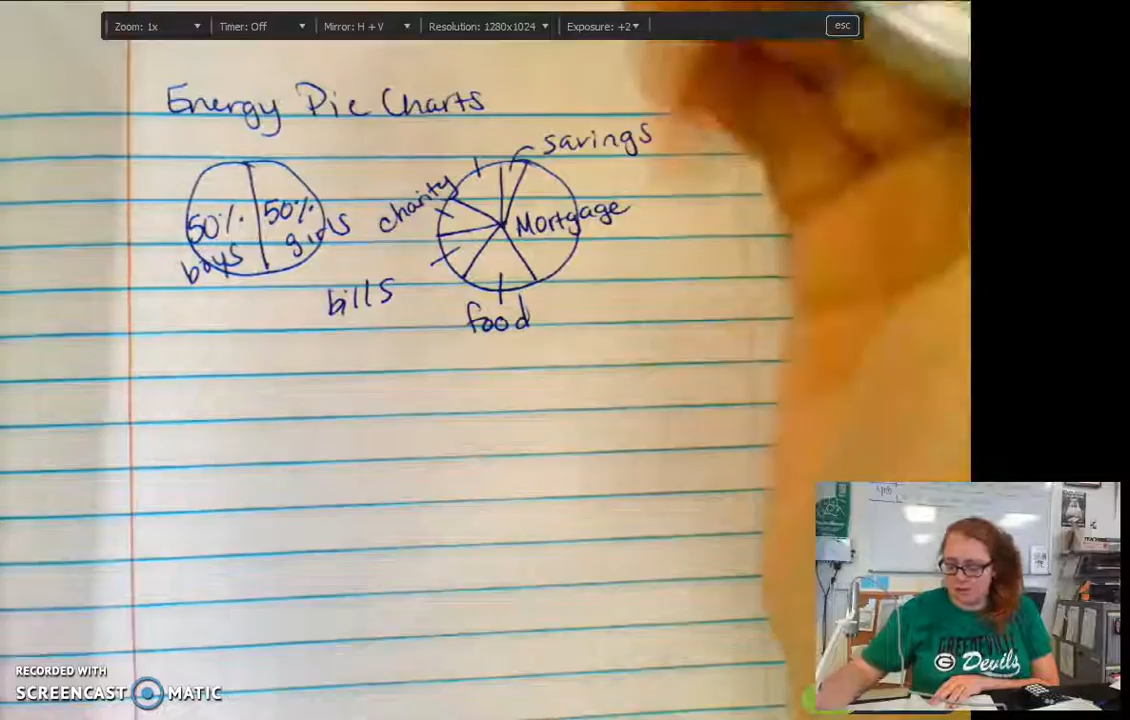 Zoom: 1x Timer: Off Mirror: H + V Resolution: 1280x1024 Exposure: +2 esc
Energy Pie Charts
savings
charity
50% 50%
Mortgage
boys girls
bills
food
GREENEVILLE
G Devils
RECORDED WITH
SCREENCAST MATIC